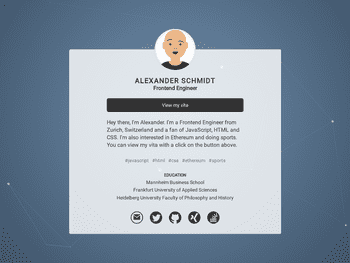 ALEXANDER SCHMIDT
Frontend Engineer
View my vita
Hey there, I'm Alexander. I'm a Frontend Engineer from
Zurich, Switzerland and a fan of JavaScript, HTML and
CSS. I'm also interested in Ethereum and doing sports.
You can view my vita with a click on the button above.
#javascript #html #css #ethereum #sports
EDUCATION
Mannheim Business School
Frankfurt University of Applied Sciences
Heidelberg University Faculty of Philosophy and History